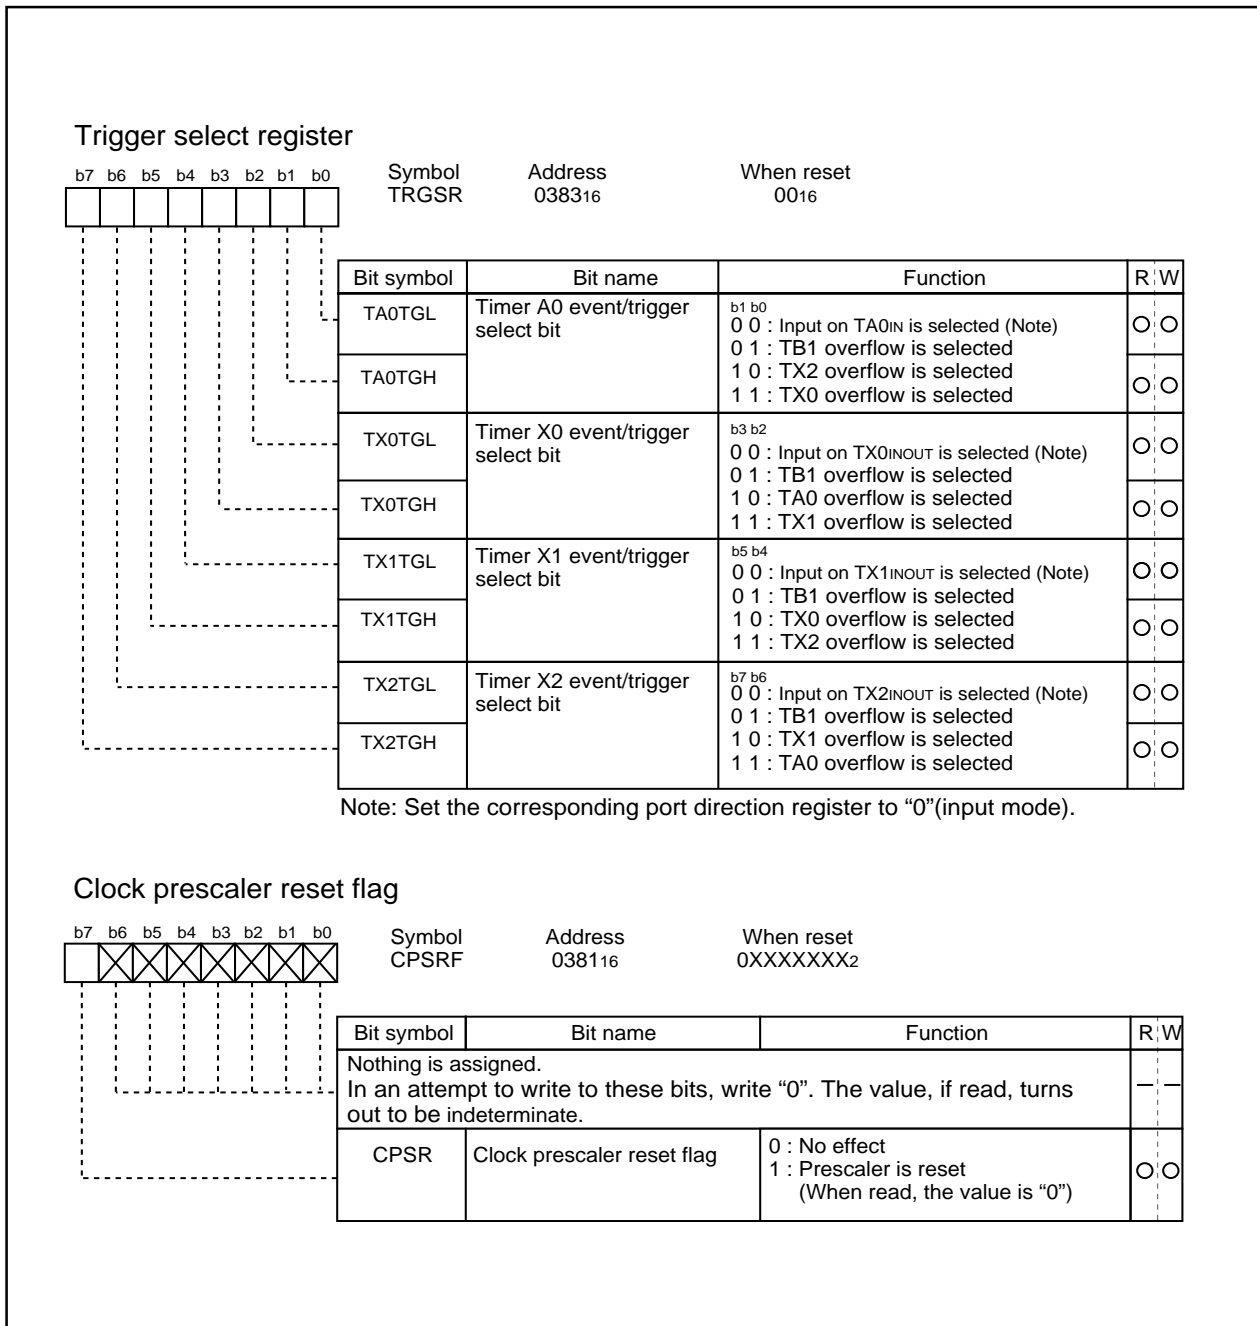 Trigger select register
b7 b6 b5 b4 b3 b2 b1 b0
Symbol Address When reset
TRGSR 038316 0016
Bit symbol Bit name Function R W
TA0TGL Timer A0 event/trigger select bit
TA0TGH
b1 b0
0 0 : Input on TA0IN is selected (Note)
0 1 : TB1 overflow is selected
1 0 : TX2 overflow is selected
1 1 : TX0 overflow is selected
TX0TGL Timer X0 event/trigger select bit
TX0TGH
b3 b2
0 0 : Input on TX0INOUT is selected (Note)
0 1 : TB1 overflow is selected
1 0 : TA0 overflow is selected
1 1 : TX1 overflow is selected
TX1TGL Timer X1 event/trigger select bit
TX1TGH
b5 b4
0 0 : Input on TX1INOUT is selected (Note)
0 1 : TB1 overflow is selected
1 0 : TX0 overflow is selected
1 1 : TX2 overflow is selected
TX2TGL Timer X2 event/trigger select bit
TX2TGH
b7 b6
0 0 : Input on TX2INOUT is selected (Note)
0 1 : TB1 overflow is selected
1 0 : TX1 overflow is selected
1 1 : TA0 overflow is selected
Note: Set the corresponding port direction register to “0”(input mode).
Clock prescaler reset flag
b7 b6 b5 b4 b3 b2 b1 b0
Symbol Address When reset
CPSRF 038116 0XXXXXXX2
Bit symbol Bit name Function R W
Nothing is assigned.
In an attempt to write to these bits, write “0”. The value, if read, turns
out to be indeterminate.
CPSR Clock prescaler reset flag
0 : No effect
1 : Prescaler is reset
(When read, the value is “0”)